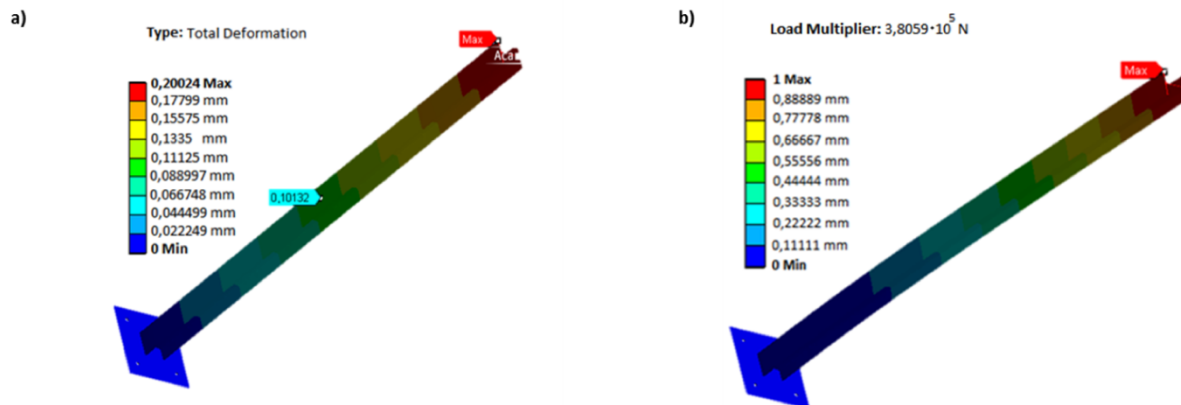 a)
Type: Total Deformation
Max
0,20024 Max
0,17799 mm
0,15575 mm
0,1335 mm
0,11125 mm
0,088997 mm
0,066748 mm
0,044499 mm
0,022249 mm
0 Min
0,10132
b)
Load Multiplier: 3,8059·10⁵ N
Max
1 Max
0,88889 mm
0,77778 mm
0,66667 mm
0,55556 mm
0,44444 mm
0,33333 mm
0,22222 mm
0,11111 mm
0 Min